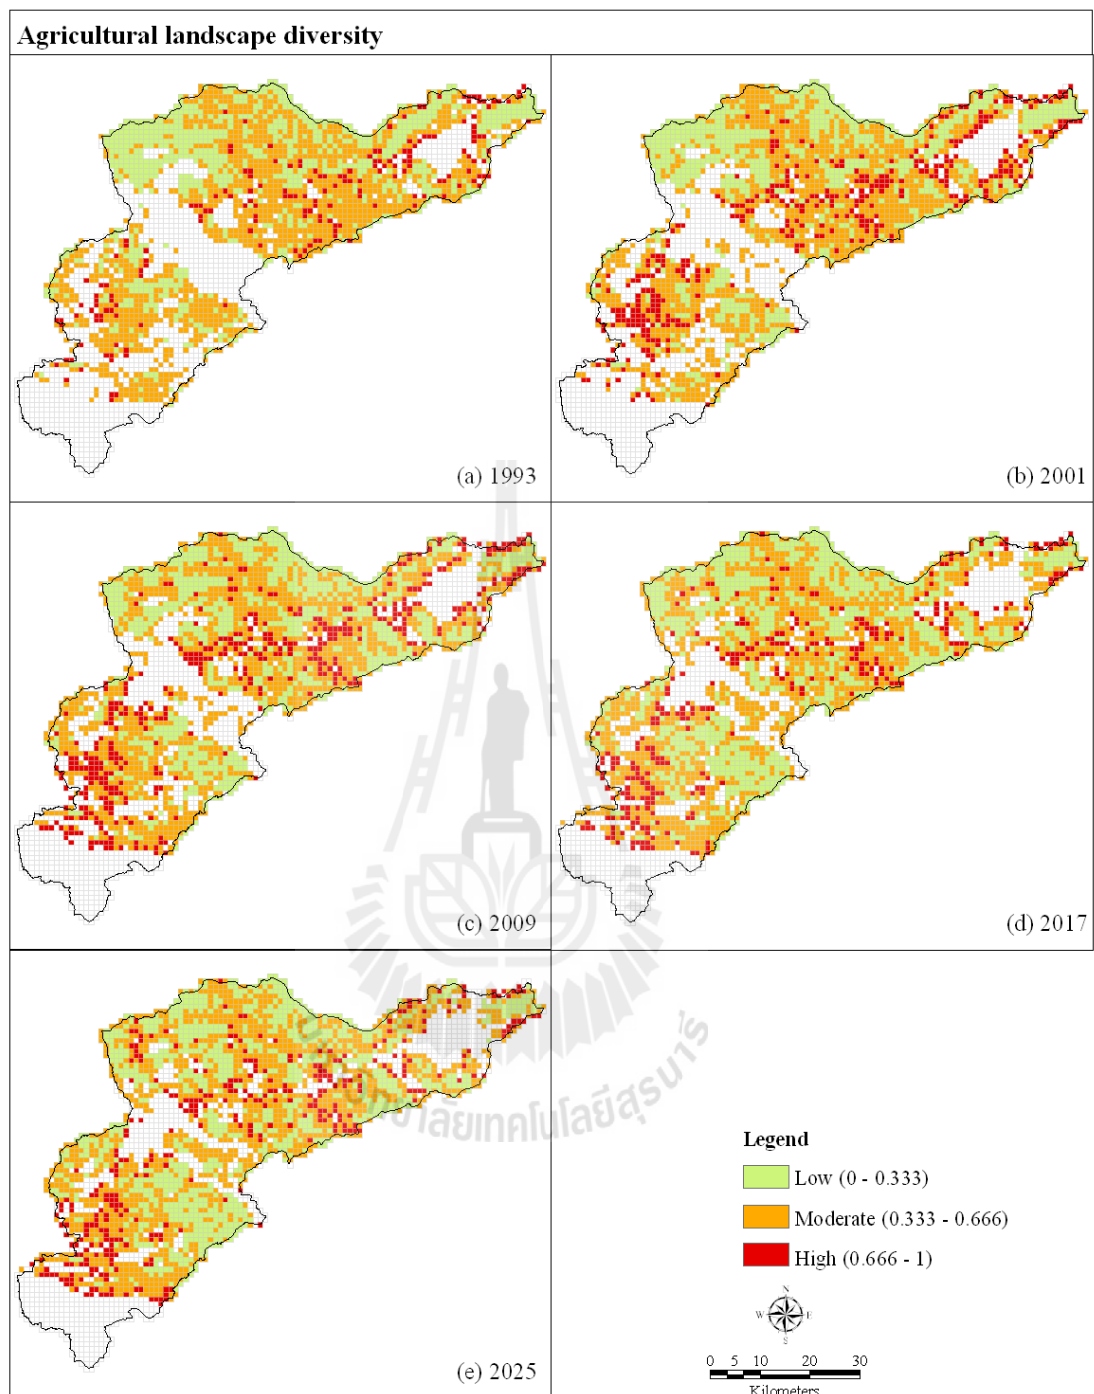 Agricultural landscape diversity
(a) 1993
(b) 2001
(c) 2009
(d) 2017
(e) 2025
Legend
Low (0 - 0.333)
Moderate (0.333 - 0.666)
High (0.666 - 1)
N
W E
S
0 5 10 20 30
Kilometers